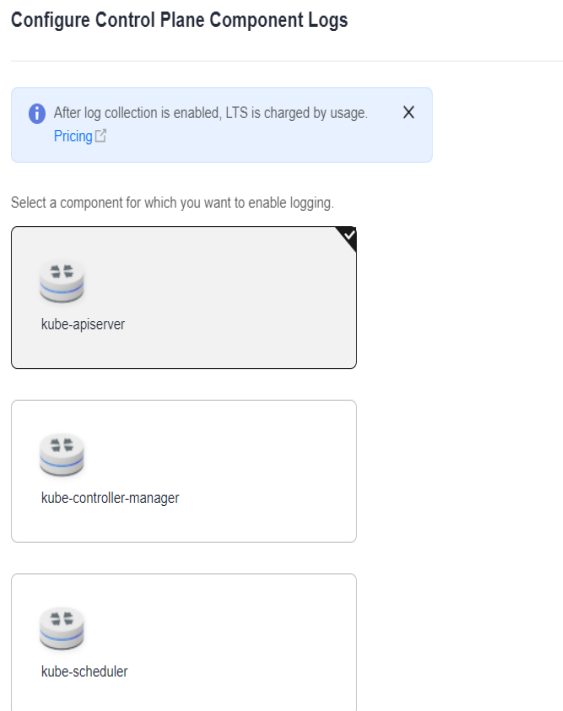 Configure Control Plane Component Logs
After log collection is enabled, LTS is charged by usage.
Pricing
Select a component for which you want to enable logging.
kube-apiserver
kube-controller-manager
kube-scheduler